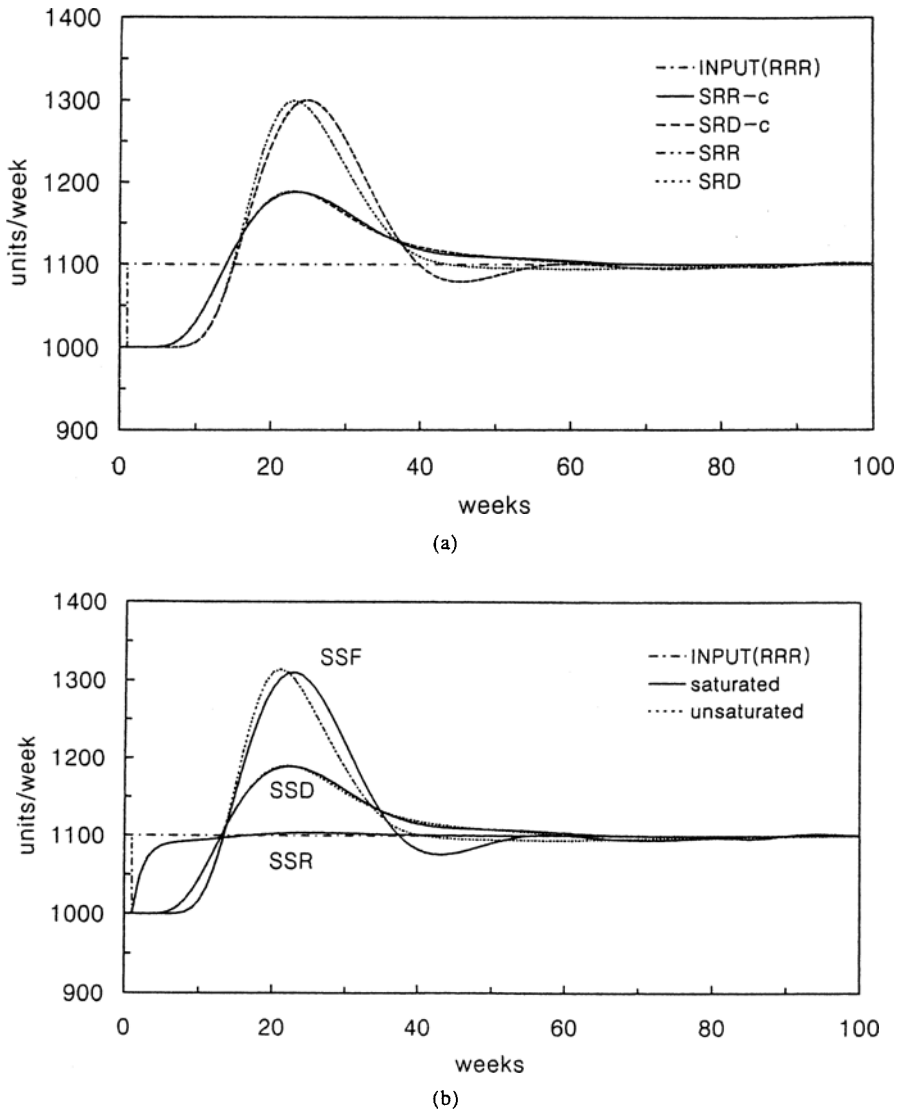 1400
1300
1200
1100
1000
900
units/week
0
20
40
60
80
100
weeks
INPUT(RRR)
SRR-c
SRD-c
SRR
SRD
(a)
1400
1300
1200
1100
1000
900
units/week
0
20
40
60
80
100
weeks
SSF
SSD
SSR
INPUT(RRR)
saturated
unsaturated
(b)